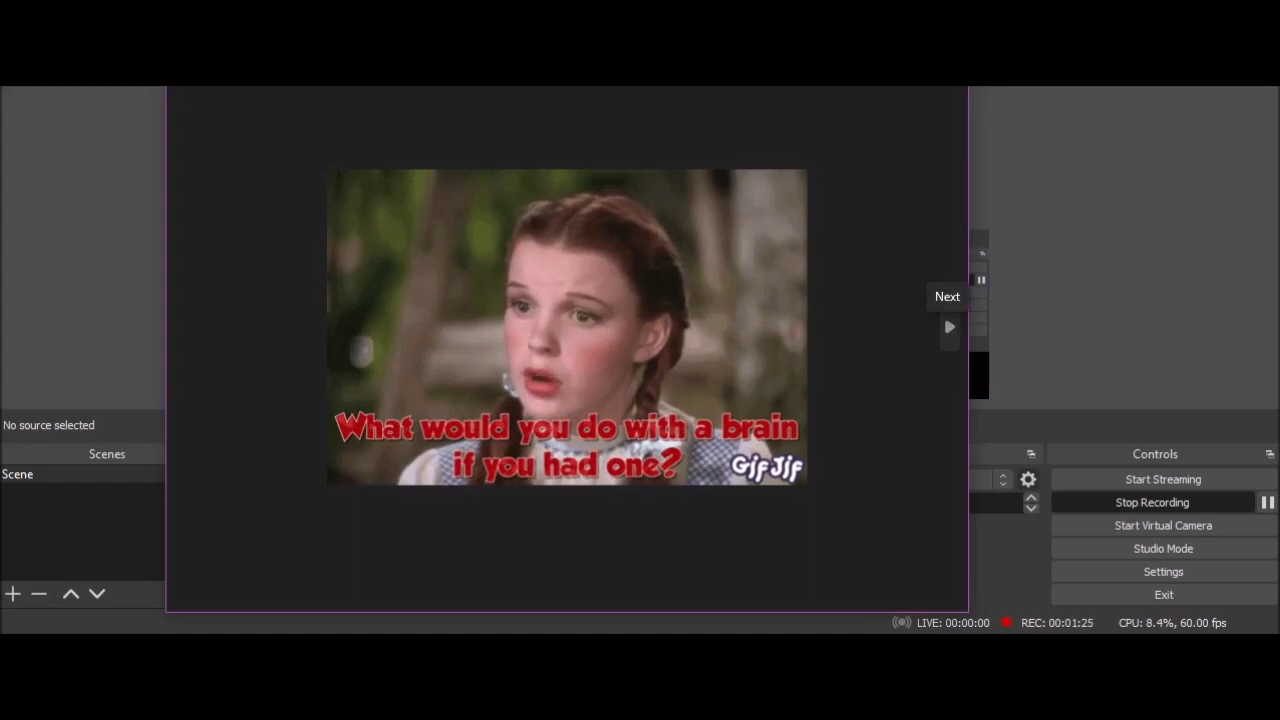 Next
What would you do with a brain
if you had one?
GifJif
No source selected
Scenes
Scene
Controls
Start Streaming
Stop Recording
Start Virtual Camera
Studio Mode
Settings
Exit
LIVE: 00:00:00
REC: 00:01:25
CPU: 8.4%, 60.00 fps